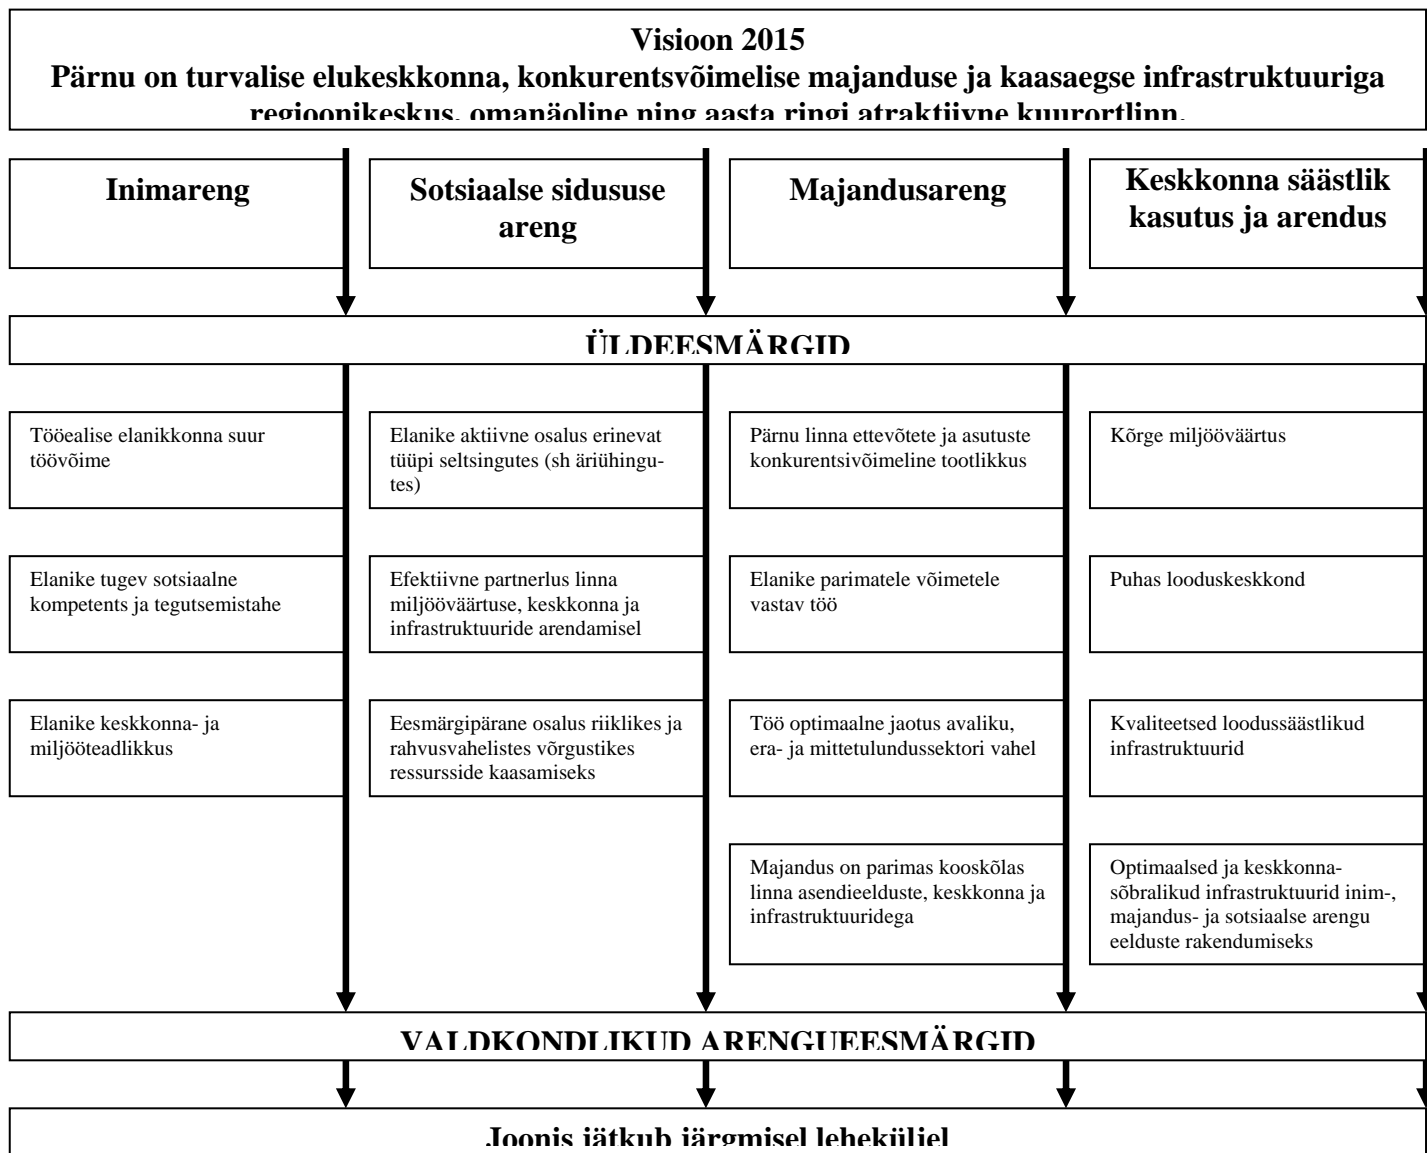 Visioon 2015
Pärnu on turvalise elukeskkonna, konkurentsvõimelise majanduse ja kaasaegse infrastruktuuriga
regioonikeskus, omanäoline ning aasta ringi atraktiivne kuurortlinn.
Inimareng
Sotsiaalse sidususe
areng
Majandusareng
Keskkonna säästlik
kasutus ja arendus
ÜLDEESMÄRGID
Tööealise elanikkonna suur
töövõime
Elanike aktiivne osalus erinevat
tüüpi seltsingutes (sh äriühingu-
tes)
Pärnu linna ettevõtete ja asutuste
konkurentsivõimeline tootlikkus
Kõrge miljööväärtus
Elanike tugev sotsiaalne
kompetents ja tegutsemistahe
Efektiivne partnerlus linna
miljööväärtuse, keskkonna ja
infrastruktuuride arendamisel
Elanike parimatele võimetele
vastav töö
Puhas looduskeskkond
Elanike keskkonna- ja
miljööteadlikkus
Eesmärgipärane osalus riiklikes ja
rahvusvahelistes võrgustikes
ressursside kaasamiseks
Töö optimaalne jaotus avaliku,
era- ja mittetulundussektori vahel
Kvaliteetsed loodussäästlikud
infrastruktuurid
Majandus on parimas kooskõlas
linna asendieelduste, keskkonna ja
infrastruktuuridega
Optimaalsed ja keskkonna-
sõbralikud infrastruktuurid inim-,
majandus- ja sotsiaalse arengu
eelduste rakendumiseks
VALDKONDLIKUD ARENGUEESMÄRGID
Joonis jätkub järgmisel leheküljel